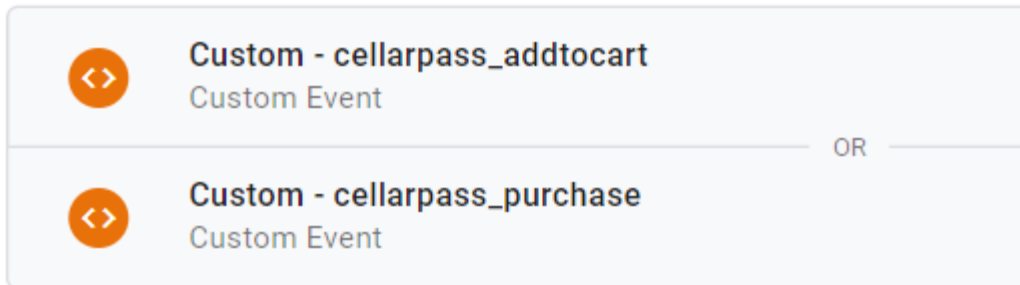 Custom - cellarpass_addtocart
Custom Event
OR
Custom - cellarpass_purchase
Custom Event